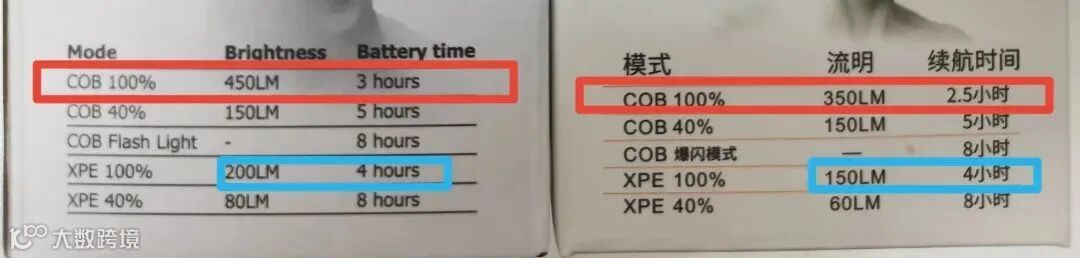 Mode Brightness Battery time
COB 100% 450LM 3 hours
COB 40% 150LM 5 hours
COB Flash Light - 8 hours
XPE 100% 200LM 4 hours
XPE 40% 80LM 8 hours
模式 流明 续航时间
COB 100% 350LM 2.5小时
COB 40% 150LM 5小时
COB 爆闪模式 — 8小时
XPE 100% 150LM 4小时
XPE 40% 60LM 8小时
大数跨境